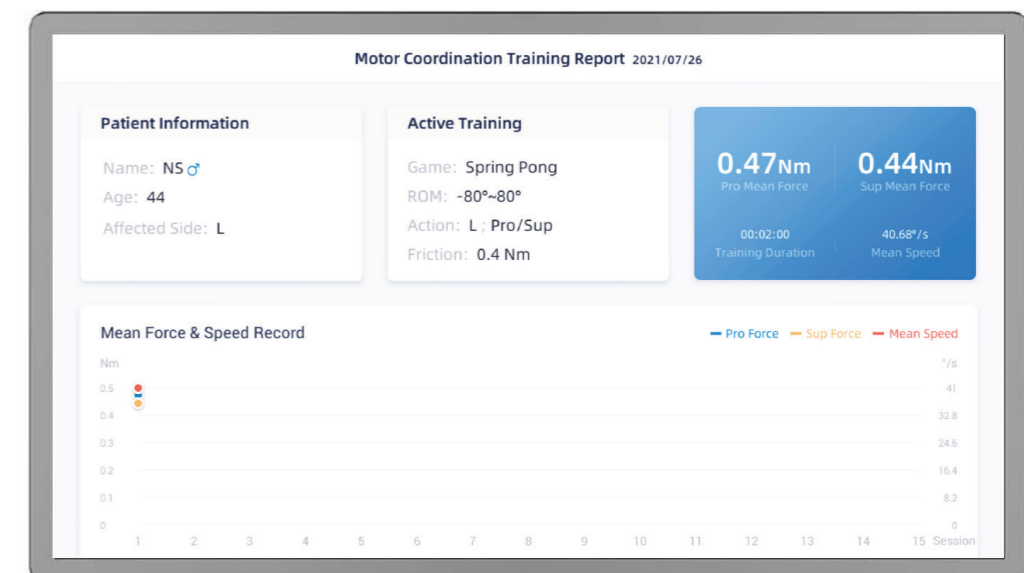 Motor Coordination Training Report 2021/07/26
Patient Information
Name: NS♂
Age: 44
Affected Side: L
Active Training
Game: Spring Pong
ROM: -80°~80°
Action: L ; Pro/Sup
Friction: 0.4 Nm
0.47Nm
Pro Mean Force
0.44Nm
Sup Mean Force
00:02:00
Training Duration
40.68°/s
Mean Speed
Mean Force & Speed Record
Pro Force Sup Force Mean Speed
Nm °/s
0.5 41
0.4 32.8
0.3 24.6
0.2 16.4
0.1 8.2
0 0
1 2 3 4 5 6 7 8 9 10 11 12 13 14 15 Session